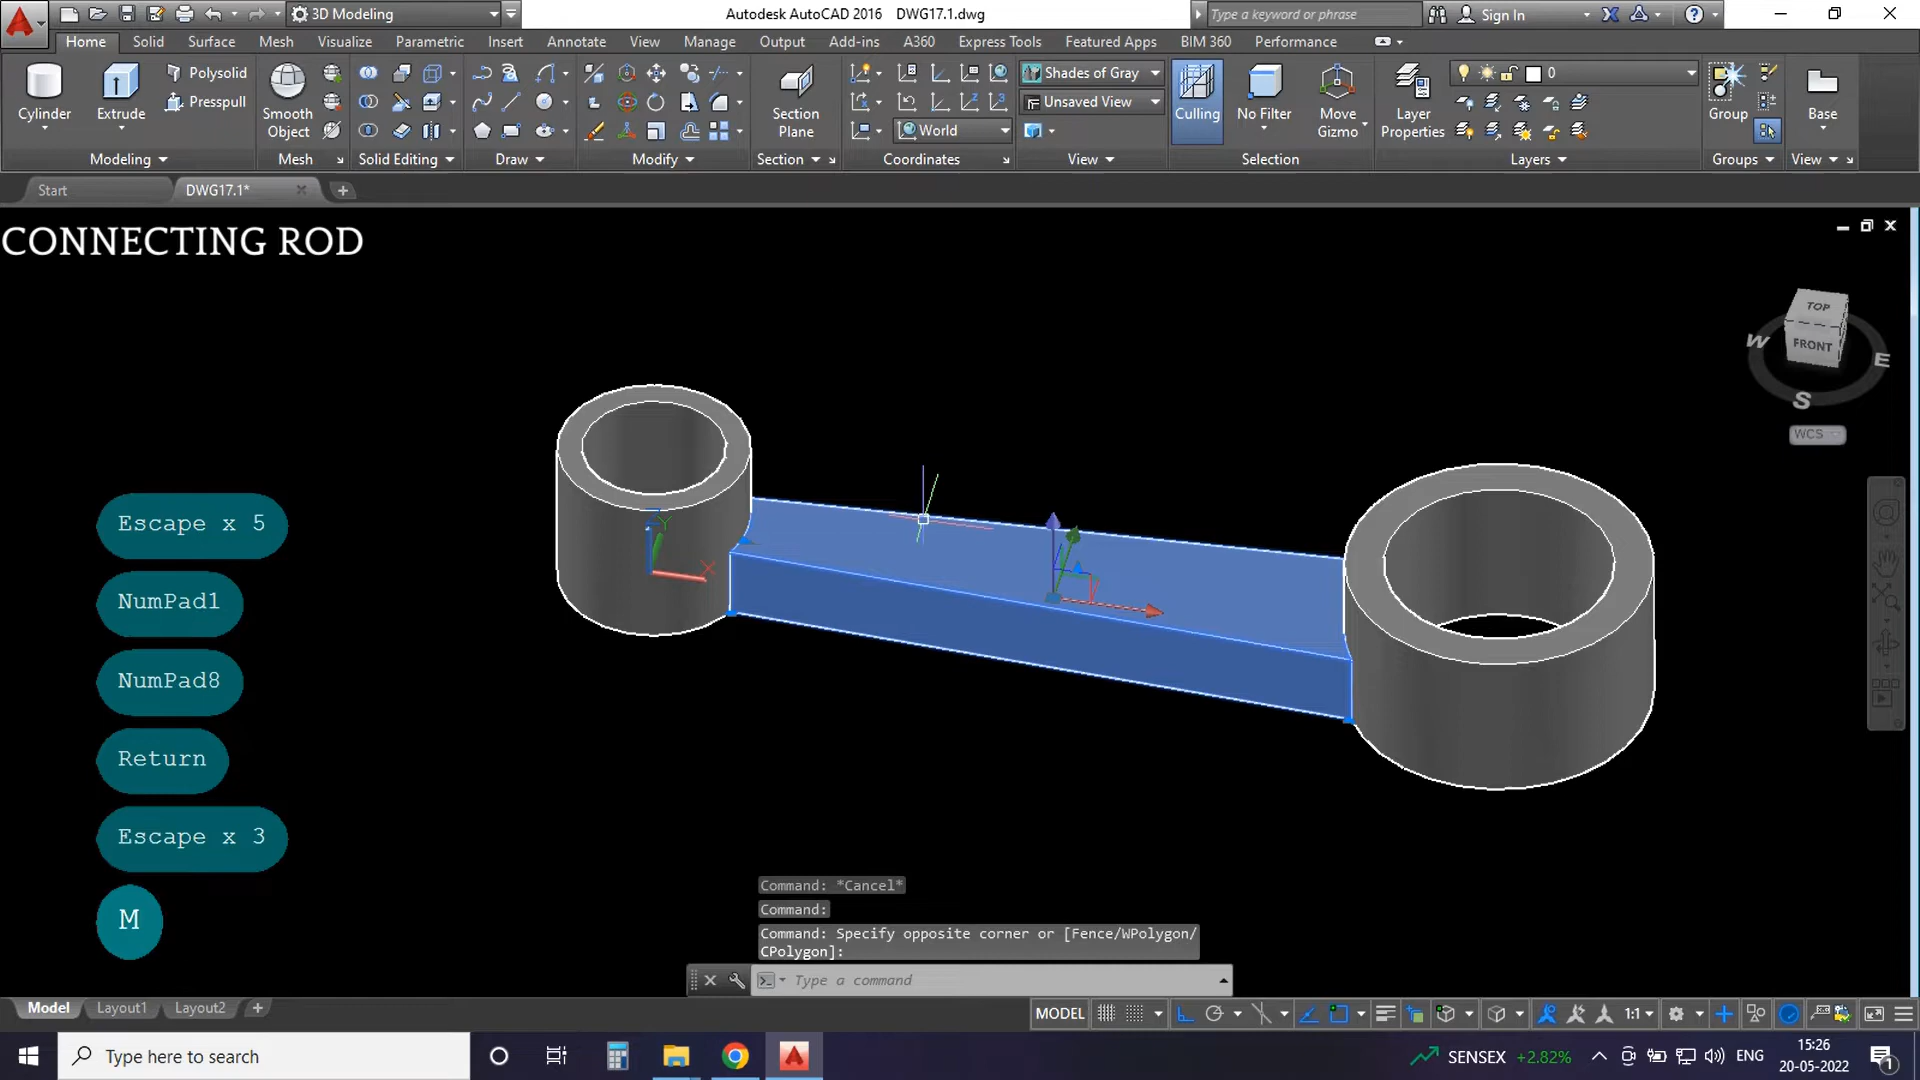 3D Modeling
Autodesk AutoCAD 2016 DWG17.1.dwg
Type a keyword or phrase
Sign In
Home Solid Surface Mesh Visualize Parametric Insert Annotate View Manage Output Add-ins A360 Express Tools Featured Apps BIM 360 Performance
Cylinder
Extrude
Polysolid
Presspull
Smooth
Object
Section
Plane
World
Shades of Gray
Unsaved View
Culling
No Filter
Move
Gizmo
Layer
Properties
0
Group
Base
Modeling Mesh Solid Editing Draw Modify Section Coordinates View Selection Layers Groups View
Start DWG17.1*
CONNECTING ROD
TOP
FRONT
W
E
S
WCS
Y
X
Escape x 5
NumPad1
NumPad8
Return
Escape x 3
M
Command: *Cancel*
Command:
Command: Specify opposite corner or [Fence/WPolygon/
CPolygon]:
Type a command
Model Layout1 Layout2
MODEL
1:1
Type here to search
SENSEX +2.82%
ENG
15:26
20-05-2022
1